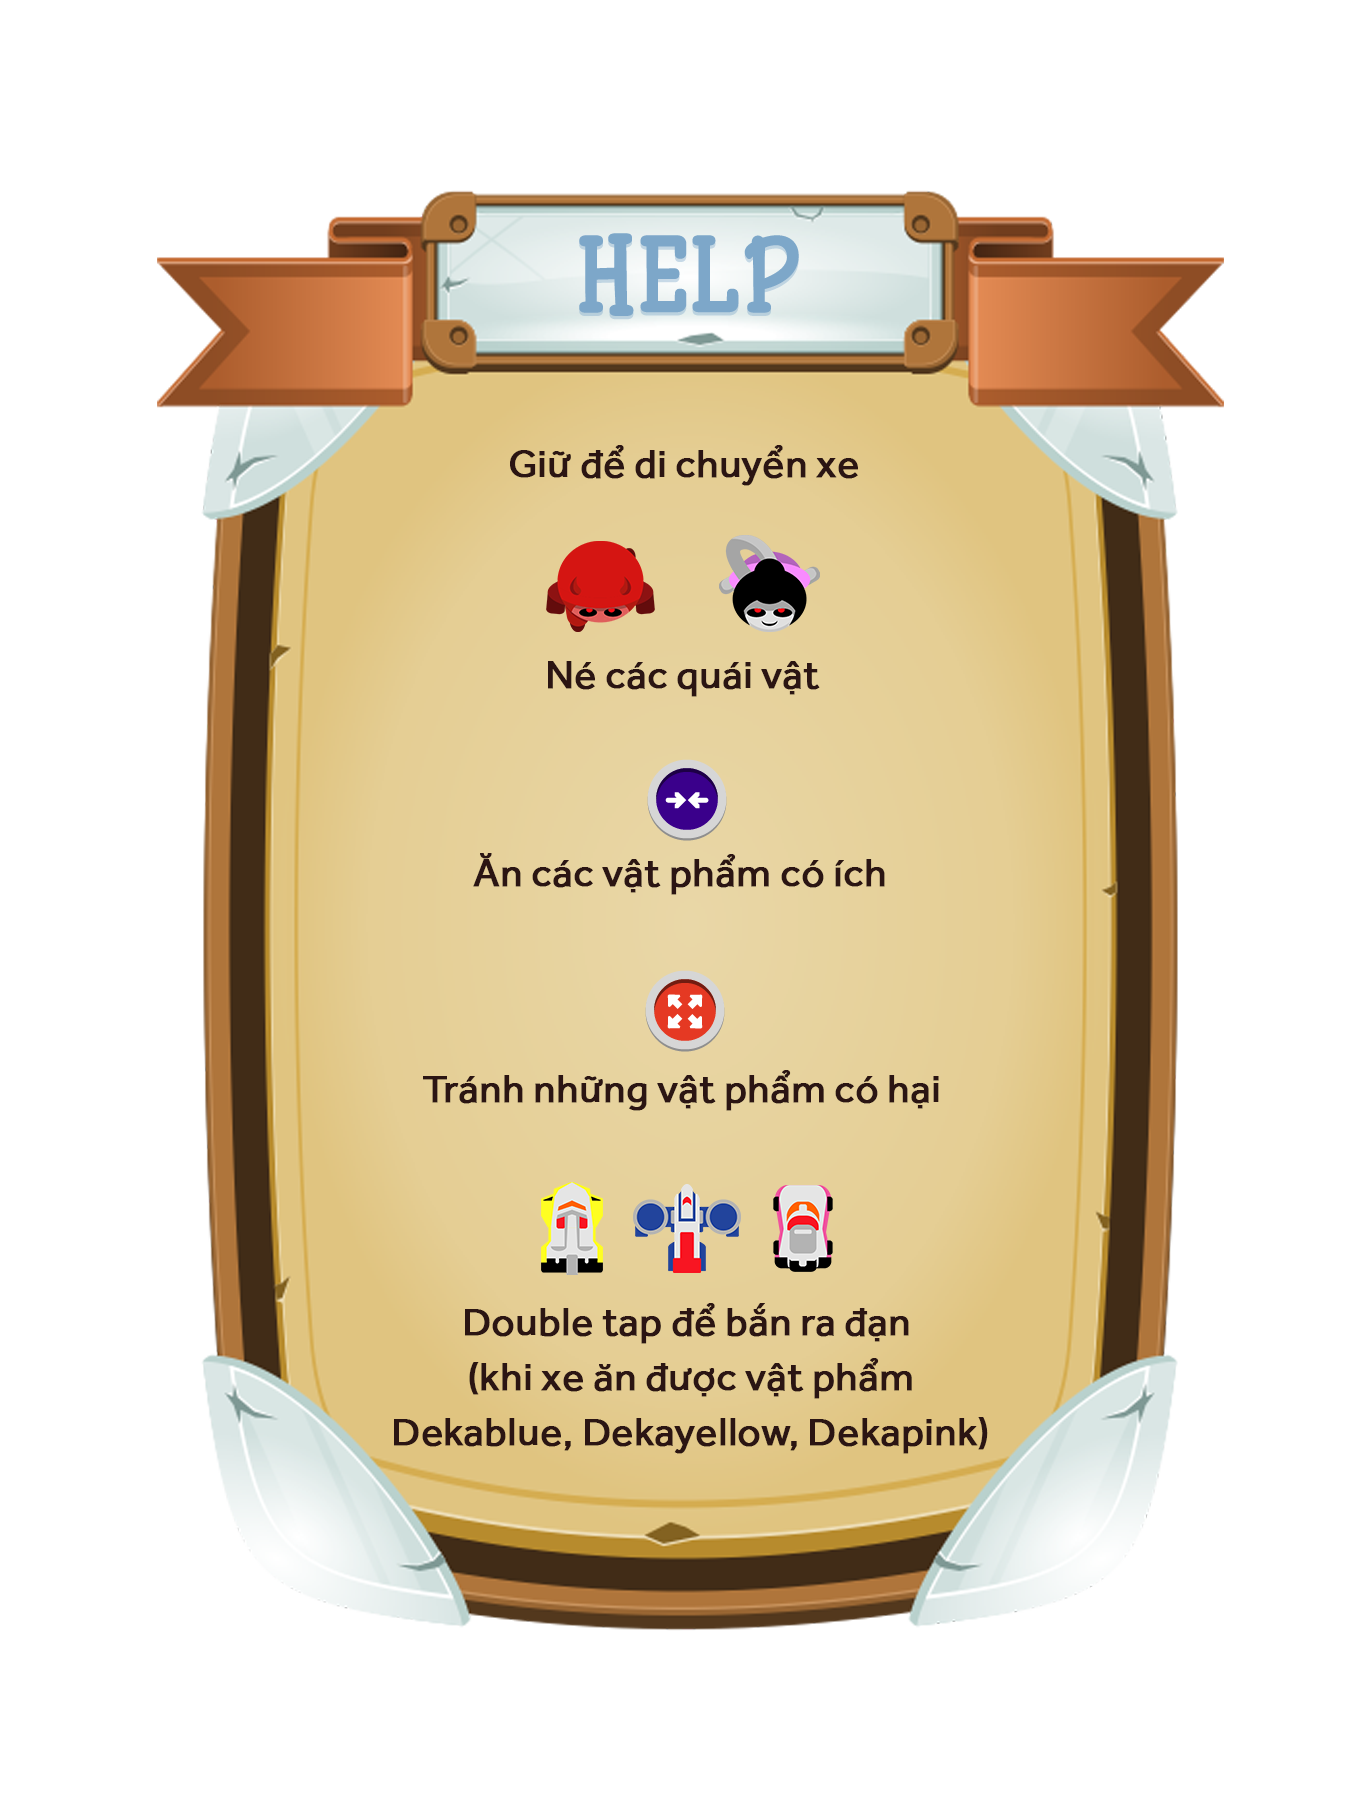 HELP
Giữ để di chuyển xe
Né các quái vật
Ăn các vật phẩm có ích
Tránh những vật phẩm có hại
Double tap để bắn ra đạn
(khi xe ăn được vật phẩm
Dekablue, Dekayellow, Dekapink)